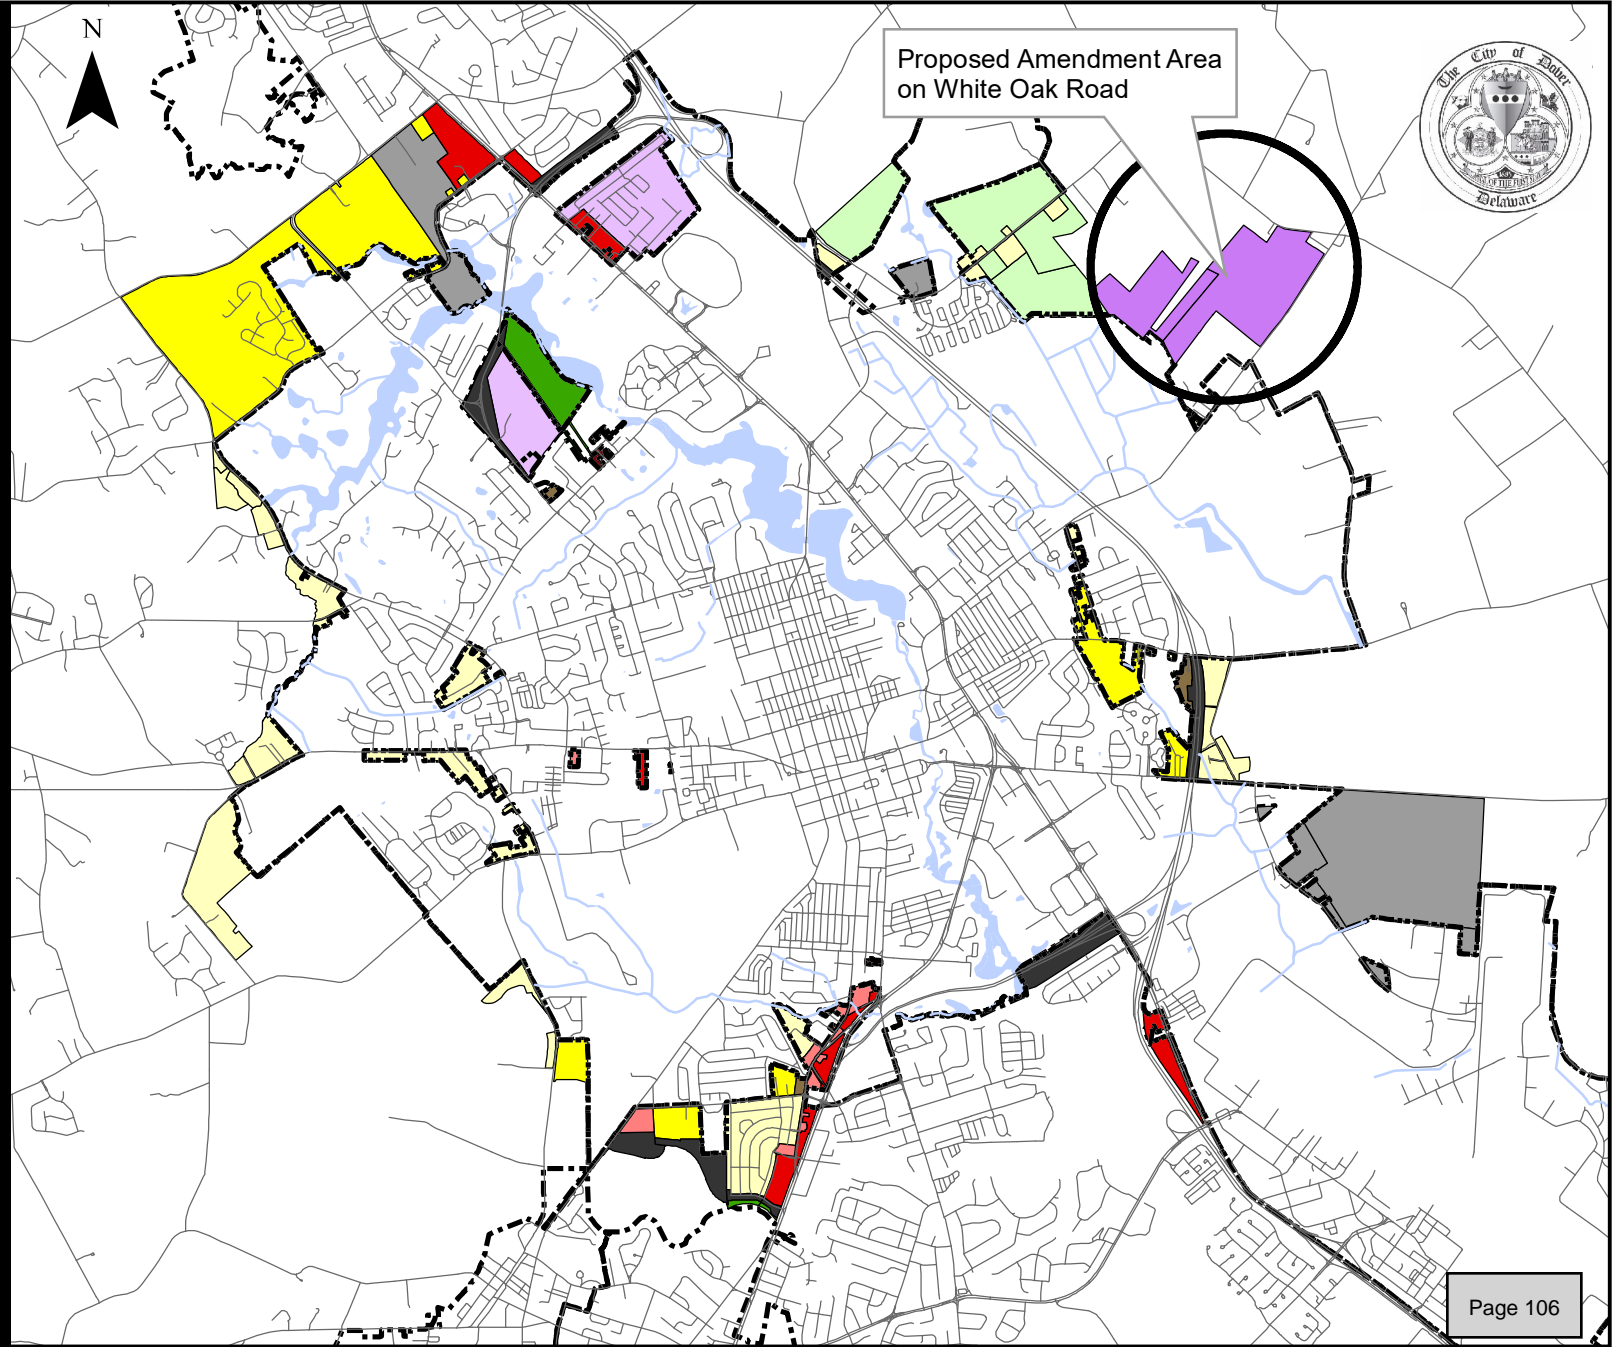 N
Proposed Amendment Area
on White Oak Road
The City of Dover
Delaware
Page 106